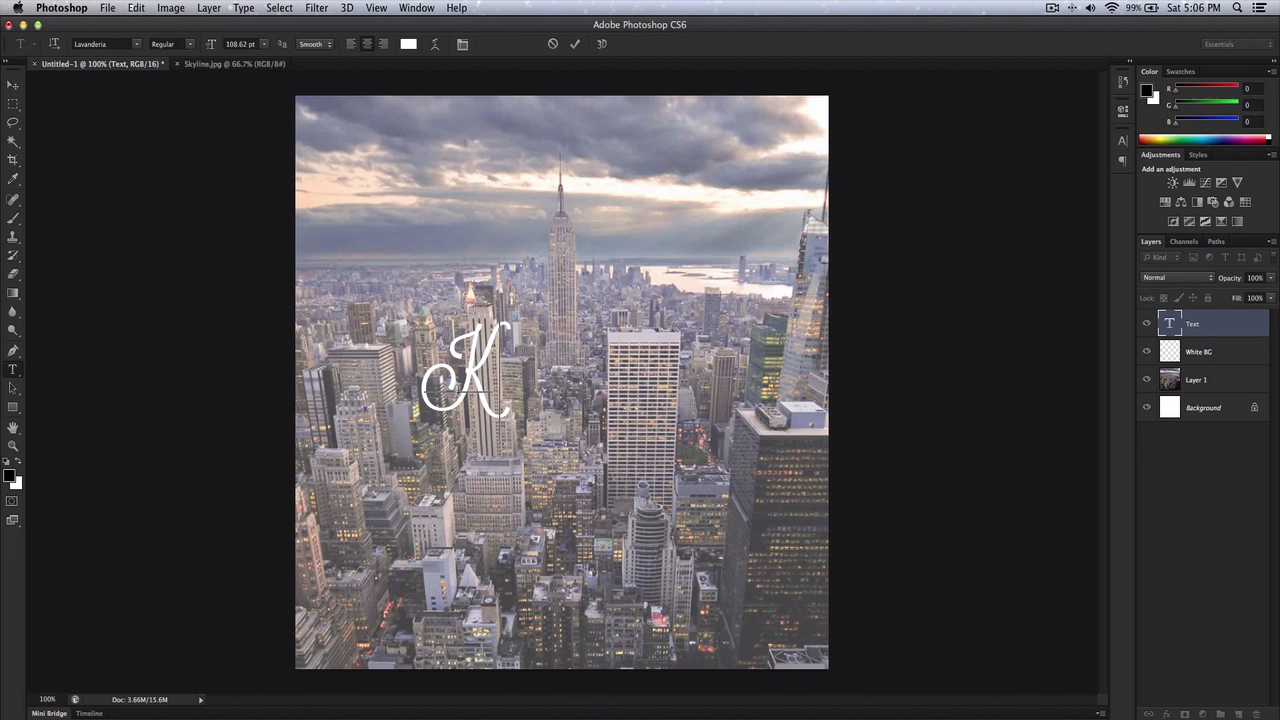 Photoshop File Edit Image Layer Type Select Filter 3D View Window Help 99% Sat 5:06 PM
Adobe Photoshop CS6
T Lavanderia Regular 108.62 pt Smooth 3D Essentials
Untitled-1 @ 100% (Text, RGB/16) * Skyline.jpg @ 66.7% (RGB/8#)
Color Swatches
R 0
G 0
B 0
Adjustments Styles
Add an adjustment
Layers Channels Paths
Kind
Normal Opacity: 100%
Lock: Fill: 100%
T Text
White BG
Layer 1
Background
K
100% Doc: 3.66M/15.6M
Mini Bridge Timeline